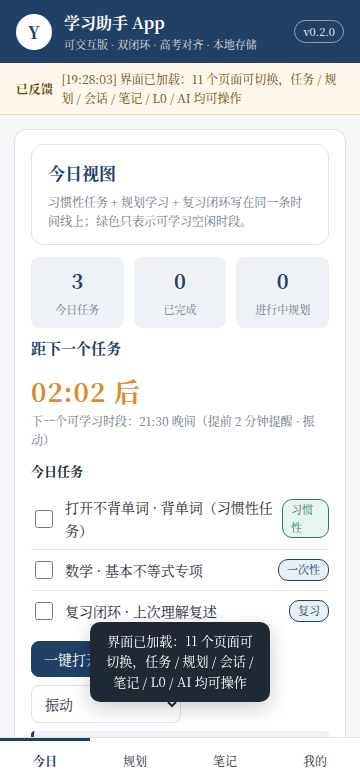 Y
学习助手 App
可交互版 · 双闭环 · 高考对齐 · 本地存储
v0.2.0
已反馈
[19:28:03] 界面已加载：11 个页面可切换，任务 / 规
划 / 会话 / 笔记 / L0 / AI 均可操作
今日视图
习惯性任务 + 规划学习 + 复习闭环写在同一条时
间线上；绿色只表示可学习空闲时段。
3
今日任务
0
已完成
0
进行中规划
距下一个任务
02:02 后
下一个可学习时段：21:30 晚间（提前 2 分钟提醒 · 振
动）
今日任务
打开不背单词 · 背单词（习惯性任
务）
习惯
性
数学 · 基本不等式专项
一次性
复习闭环 · 上次理解复述
复习
一键打
界面已加载：11 个页面可
切换，任务 / 规划 / 会话 /
笔记 / L0 / AI 均可操作
振动
今日
规划
笔记
我的